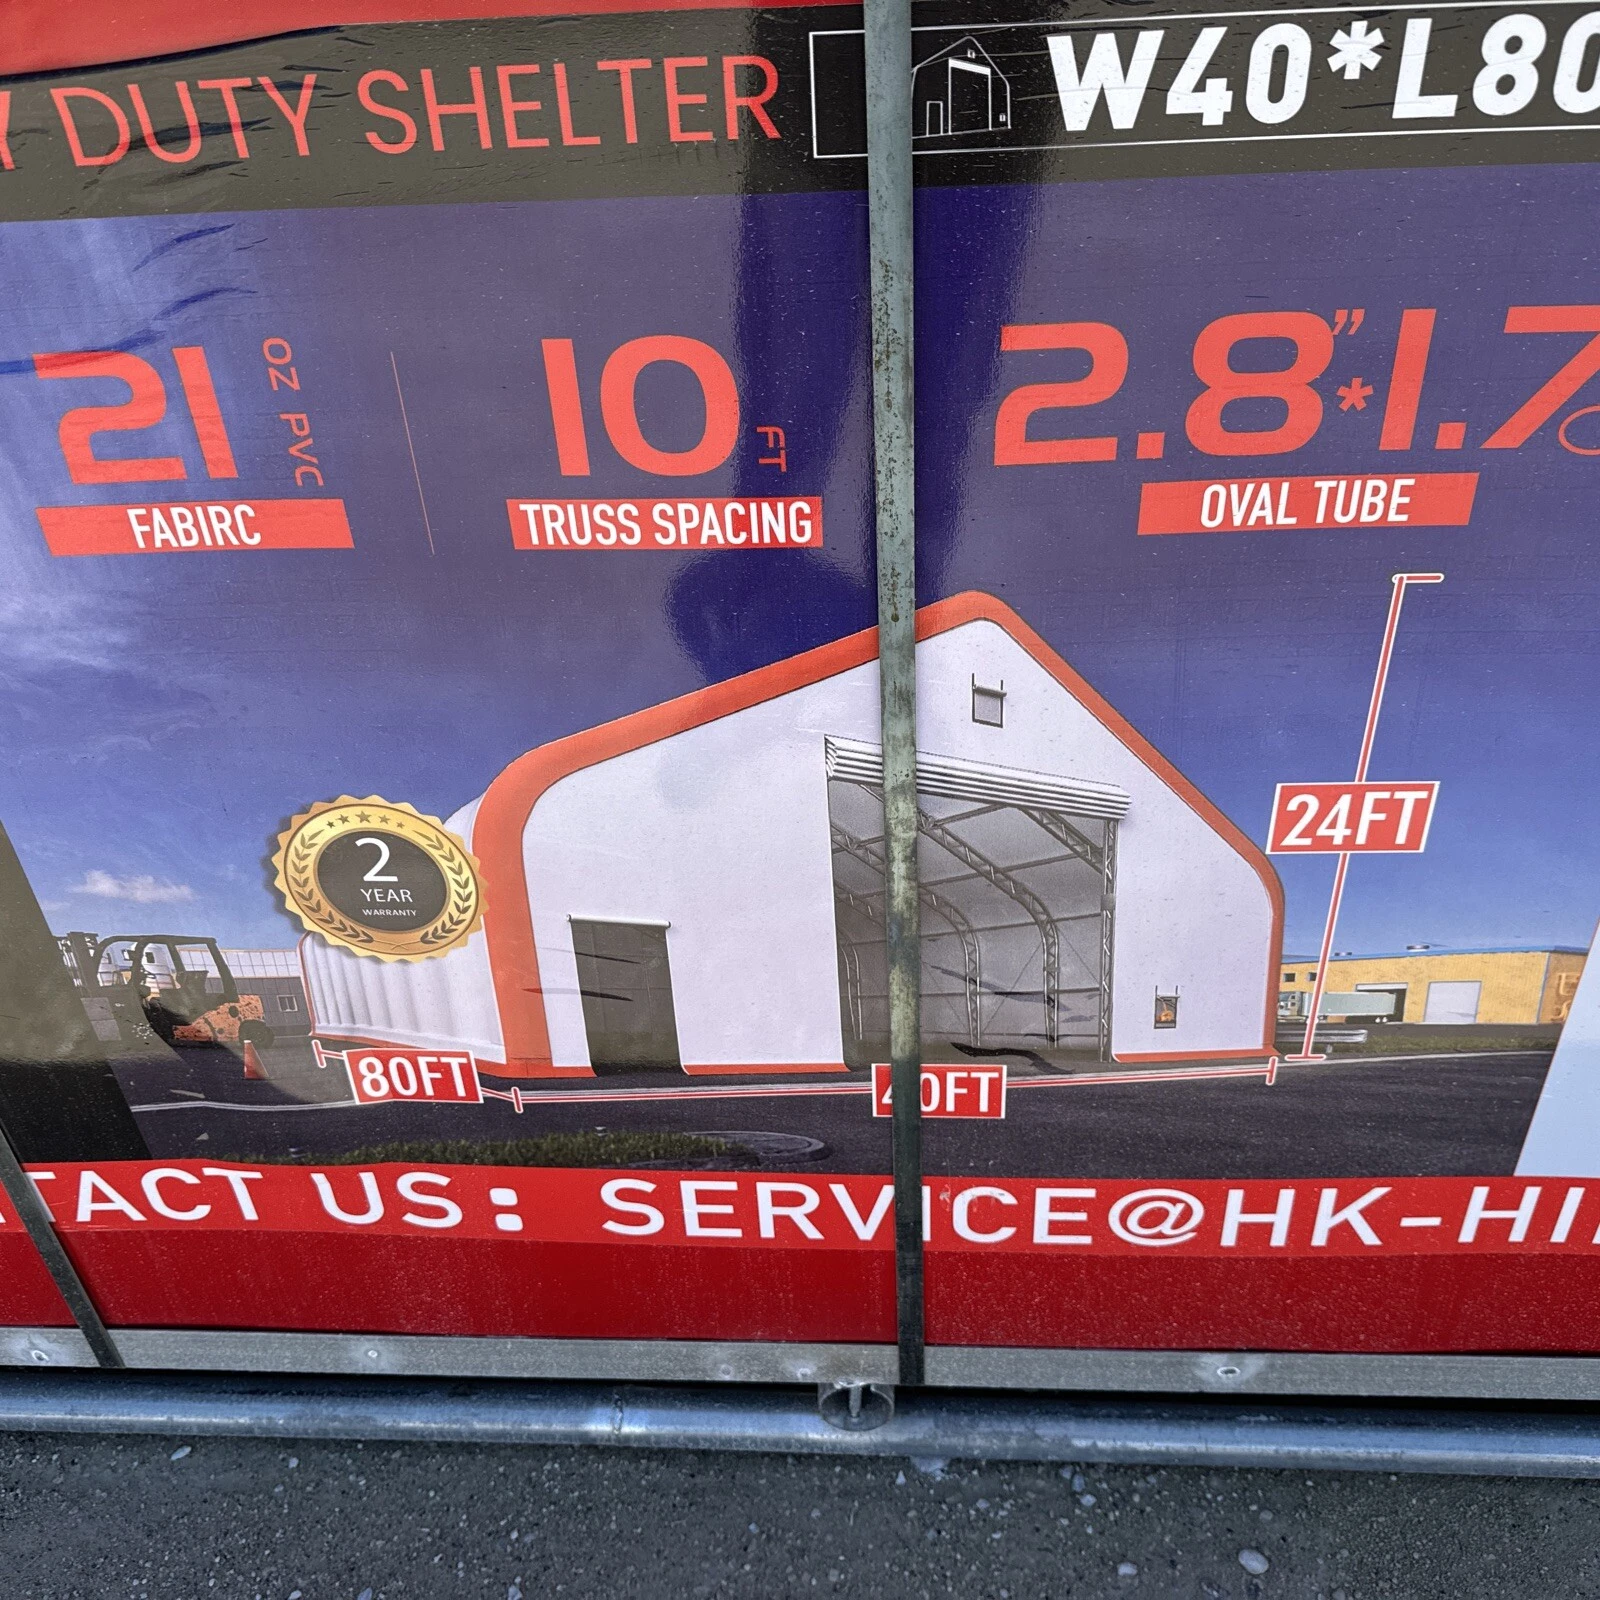 Y DUTY SHELTER
W40*L80
21 OZ PVC
FABIRC
10 FT
TRUSS SPACING
2.8"*1.7
OVAL TUBE
24FT
2
YEAR
WARRANTY
80FT
40FT
TACT US: SERVICE@HK-HI